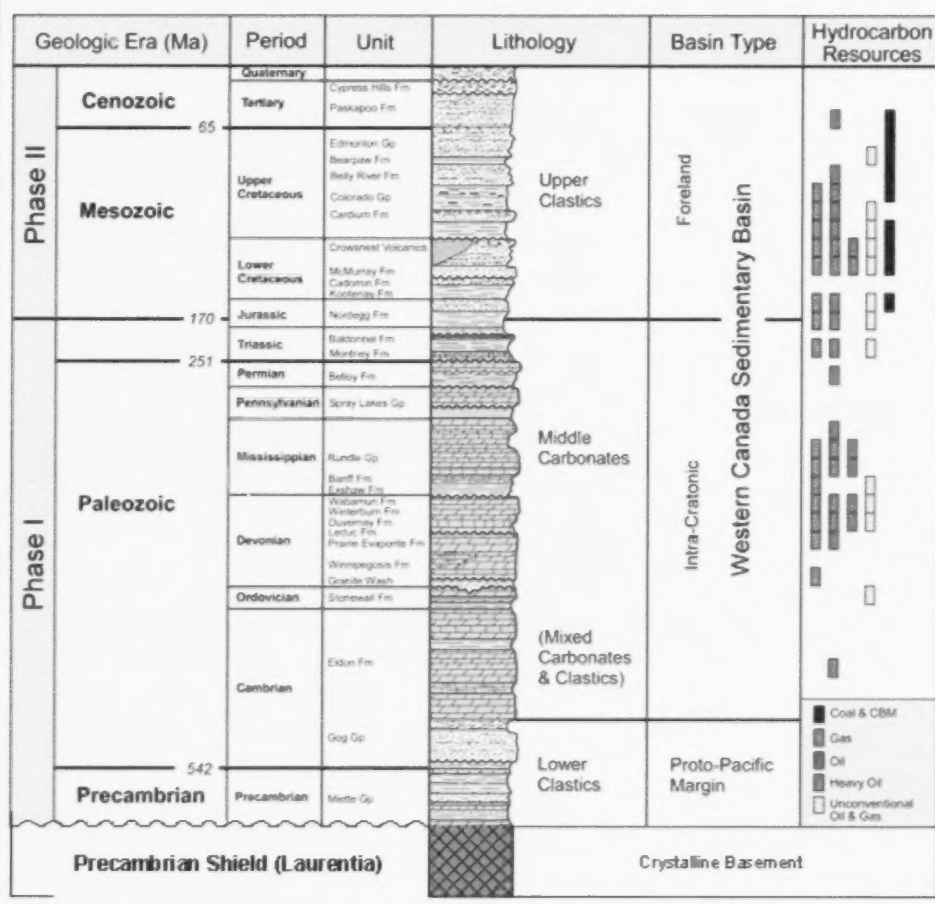 Geologic Era (Ma)
Period
Unit
Lithology
Basin Type
Hydrocarbon
Resources
Phase II
Phase I
Cenozoic
65
Mesozoic
170
251
Paleozoic
542
Precambrian
Quaternary
Tertiary
Upper
Cretaceous
Lower
Cretaceous
Jurassic
Triassic
Permian
Pennsylvanian
Mississippian
Devonian
Ordovician
Cambrian
Precambrian
Cypress Hills Fm
Paskapoo Fm
Edmonton Gp
Bearpaw Fm
Belly River Fm
Colorado Gp
Cardium Fm
Crowsnest Volcanics
McMurray Fm
Cadomin Fm
Kootenay Fm
Nordegg Fm
Baldonnel Fm
Montney Fm
Belloy Fm
Spray Lakes Gp
Rundle Gp
Banff Fm
Exshaw Fm
Wabamun Fm
Winterburn Fm
Duvernay Fm
Leduc Fm
Prairie Evaporite Fm
Winnipegosis Fm
Granite Wash
Stonewall Fm
Eldon Fm
Gog Gp
Miette Gp
Upper
Clastics
Middle
Carbonates
(Mixed
Carbonates
& Clastics)
Lower
Clastics
Foreland
Intra-Cratonic
Western Canada Sedimentary Basin
Proto-Pacific
Margin
Coal & CBM
Gas
Oil
Heavy Oil
Unconventional
Oil & Gas
Precambrian Shield (Laurentia)
Crystalline Basement